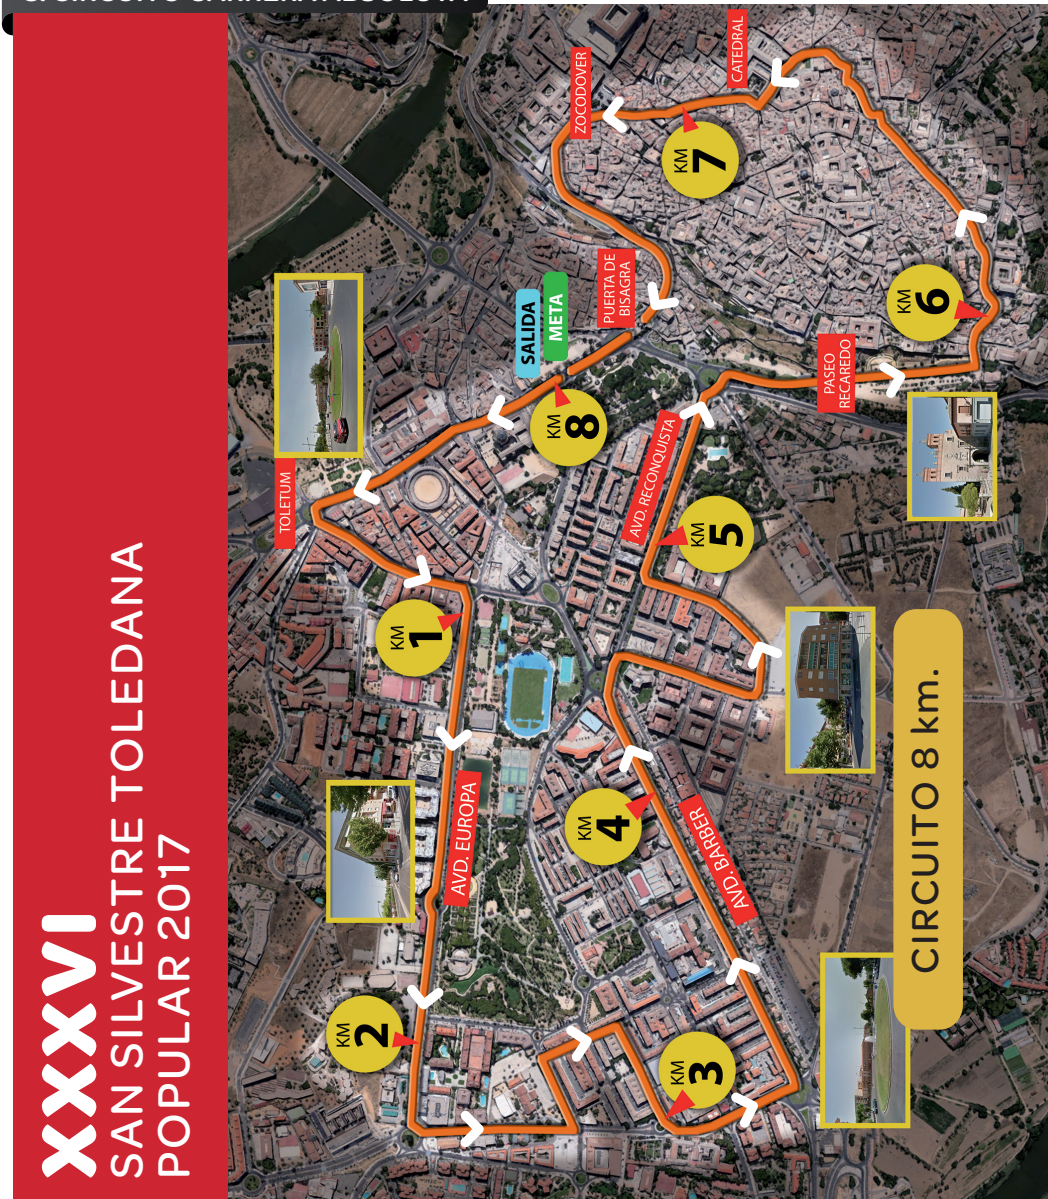 XXXVI
SAN SILVESTRE TOLEDANA
POPULAR 2017
TOLETUM
SALIDA
META
PUERTA DE
BISAGRA
ZOCODOVER
CATEDRAL
PASEO
RECAREDO
AVD. RECONQUISTA
AVD. EUROPA
AVD. BARBER
KM
1
KM
2
KM
3
KM
4
KM
5
KM
6
KM
7
KM
8
CIRCUITO 8 km.